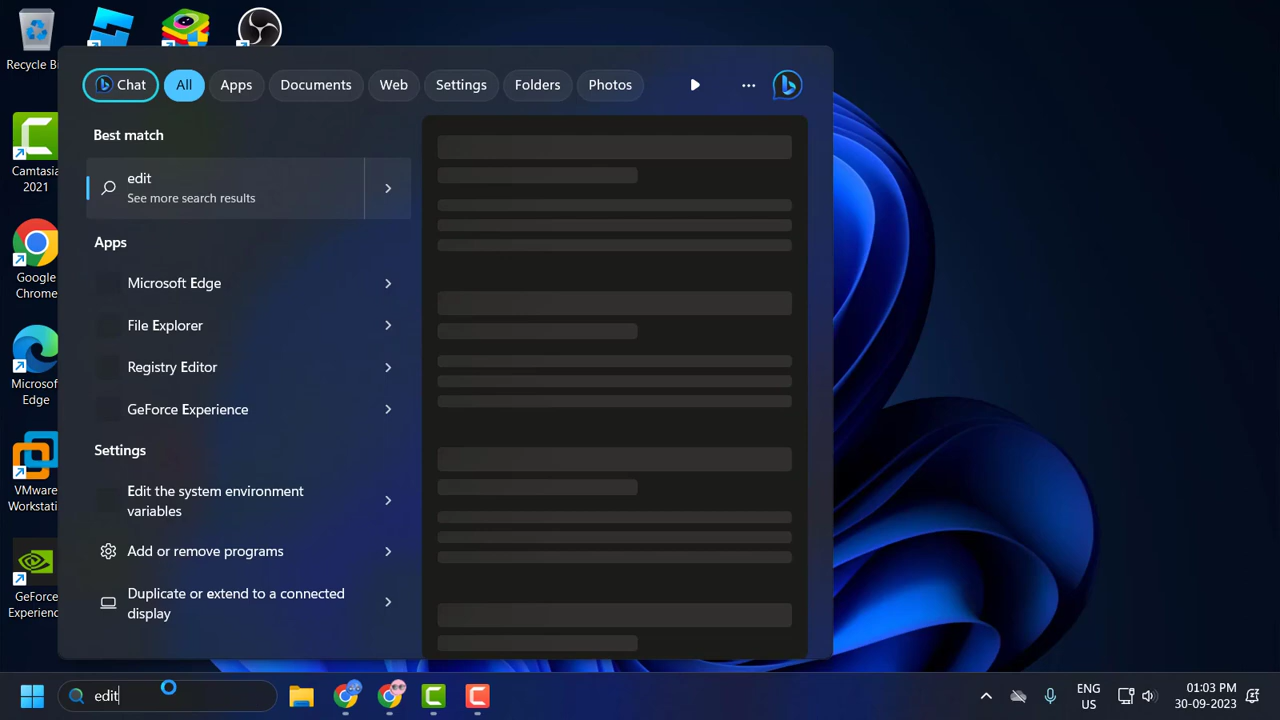 Recycle Bi
Chat
All
Apps
Documents
Web
Settings
Folders
Photos
Best match
edit
See more search results
Apps
Microsoft Edge
File Explorer
Registry Editor
GeForce Experience
Settings
Edit the system environment
variables
Add or remove programs
Duplicate or extend to a connected
display
Camtasia
2021
Google
Chrome
Microsof
Edge
VMware
Workstati
GeForce
Experienc
edit
ENG
US
01:03 PM
30-09-2023